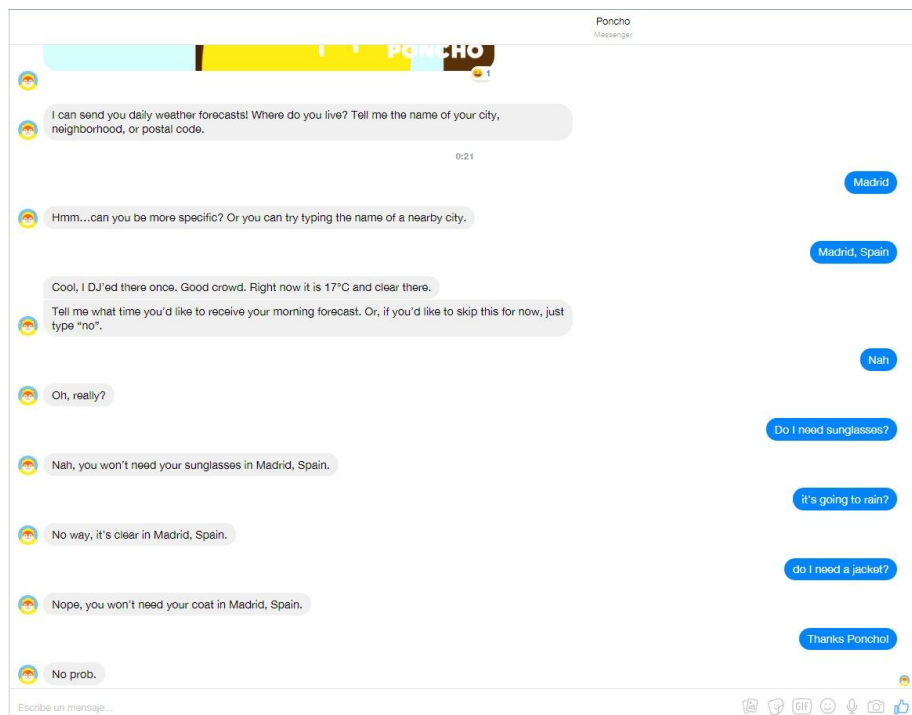 Poncho
Messenger
PONCHO
1
I can send you daily weather forecasts! Where do you live? Tell me the name of your city,
neighborhood, or postal code.
0:21
Madrid
Hmm...can you be more specific? Or you can try typing the name of a nearby city.
Madrid, Spain
Cool, I DJ'ed there once. Good crowd. Right now it is 17°C and clear there.
Tell me what time you'd like to receive your morning forecast. Or, if you'd like to skip this for now, just
type “no”.
Nah
Oh, really?
Do I need sunglasses?
Nah, you won't need your sunglasses in Madrid, Spain.
it's going to rain?
No way, it's clear in Madrid, Spain.
do I need a jacket?
Nope, you won't need your coat in Madrid, Spain.
Thanks Poncho!
No prob.
Escribe un mensaje...
GIF